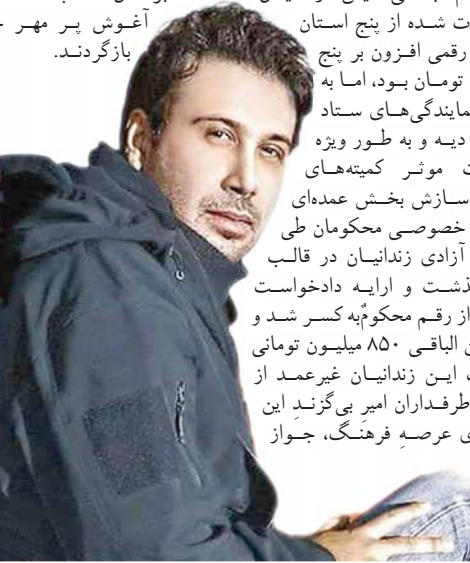 آغوش پر مهر
بازگردند.
ت شده از پنج استان
رقمی افزون بر پنج
تومان بود، اما به
مایندگی‌های ستاد
دیه و به طور ویژه
موثر کمیته‌های
سازش بخش عمده‌ای
خصوصی محکومان طی
آزادی زندانیان در قالب
ذشت و ارایه دادخواست
از رقم محکومٌ‌به کسر شد و
الباقی ۸۵۰ میلیون تومانی
این زندانیان غیرعمد از
طرفداران امیر بی‌گزندِ این
ی عرصهِ فرهنگ، جواز